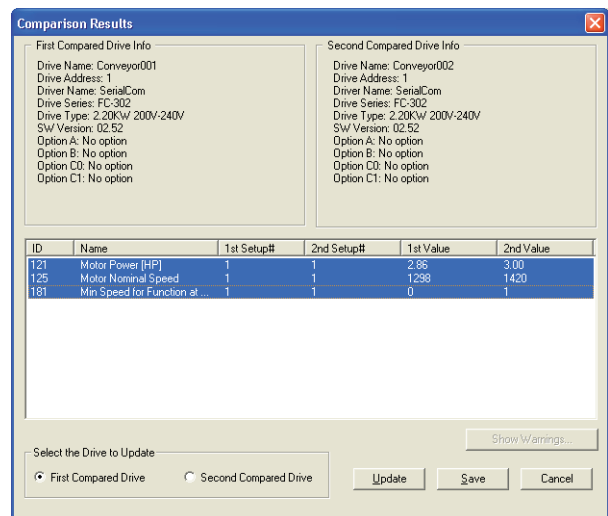 Comparison Results
First Compared Drive Info
Drive Name: Conveyor001
Drive Address: 1
Driver Name: SerialCom
Drive Series: FC-302
Drive Type: 2.20KW 200V-240V
SW Version: 02.52
Option A: No option
Option B: No option
Option C0: No option
Option C1: No option
Second Compared Drive Info
Drive Name: Conveyor002
Drive Address: 1
Driver Name: SerialCom
Drive Series: FC-302
Drive Type: 2.20KW 200V-240V
SW Version: 02.52
Option A: No option
Option B: No option
Option C0: No option
Option C1: No option
ID Name 1st Setup# 2nd Setup# 1st Value 2nd Value
121 Motor Power [HP] 1 1 2.86 3.00
125 Motor Nominal Speed 1 1 1298 1420
181 Min Speed for Function at ... 1 1 0 1
Show Warnings...
Select the Drive to Update
First Compared Drive Second Compared Drive Update Save Cancel